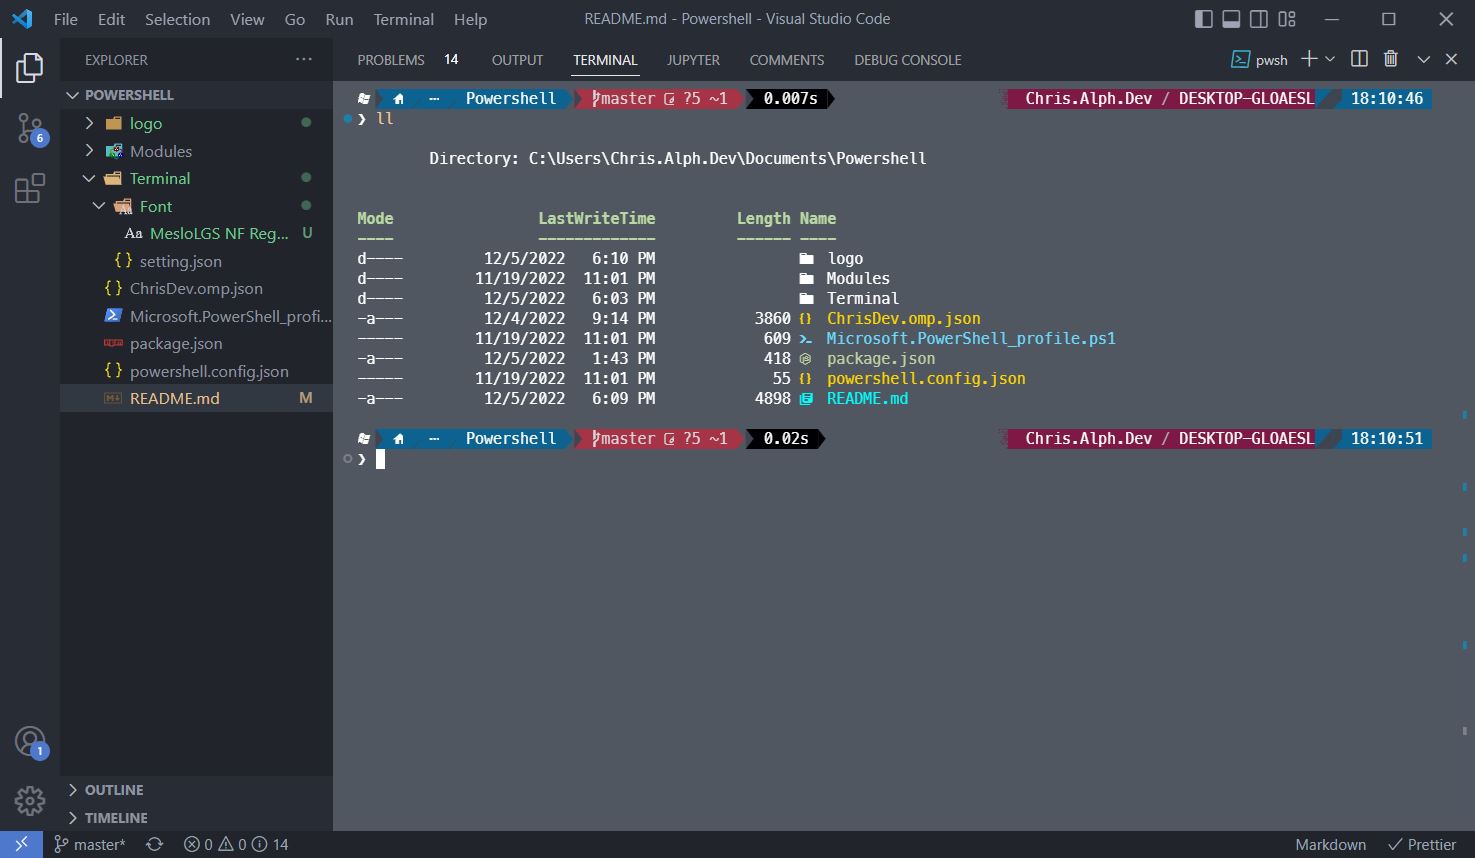 File Edit Selection View Go Run Terminal Help README.md - Powershell - Visual Studio Code
EXPLORER
PROBLEMS 14 OUTPUT TERMINAL JUPYTER COMMENTS DEBUG CONSOLE pwsh
POWERSHELL
logo
Modules
Terminal
Font
Aa MesloLGS NF Reg... U
{} setting.json
{} ChrisDev.omp.json
Microsoft.PowerShell_profi...
package.json
{} powershell.config.json
README.md M
6
1
OUTLINE
TIMELINE
Powershell master ?5 ~1 0.007s Chris.Alph.Dev / DESKTOP-GLOAESL 18:10:46
❯ ll
Directory: C:\Users\Chris.Alph.Dev\Documents\Powershell
Mode LastWriteTime Length Name
---- ------------- ------ ----
d---- 12/5/2022 6:10 PM logo
d---- 11/19/2022 11:01 PM Modules
d---- 12/5/2022 6:03 PM Terminal
-a--- 12/4/2022 9:14 PM 3860 {} ChrisDev.omp.json
----- 11/19/2022 11:01 PM 609 Microsoft.PowerShell_profile.ps1
-a--- 12/5/2022 1:43 PM 418 package.json
----- 11/19/2022 11:01 PM 55 {} powershell.config.json
-a--- 12/5/2022 6:09 PM 4898 README.md
Powershell master ?5 ~1 0.02s Chris.Alph.Dev / DESKTOP-GLOAESL 18:10:51
❯
master* 0 0 14 Markdown Prettier